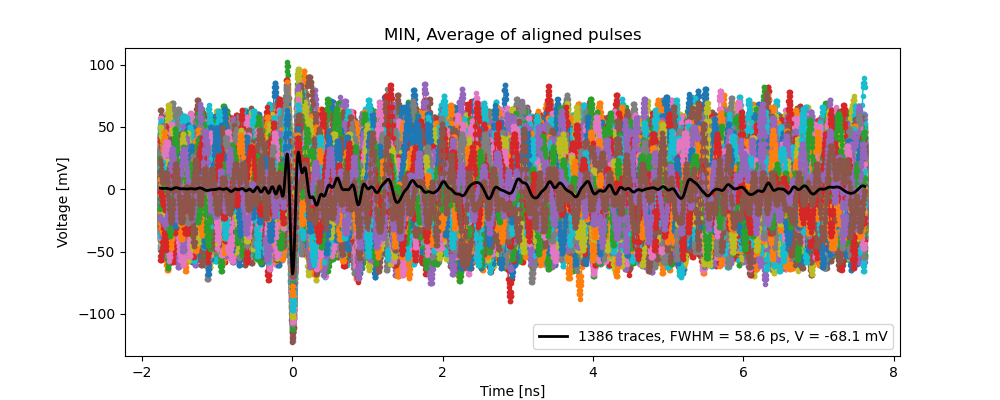 MIN, Average of aligned pulses
Voltage [mV]
100
50
0
−50
−100
1386 traces, FWHM = 58.6 ps, V = -68.1 mV
−2
0
2
4
6
8
Time [ns]